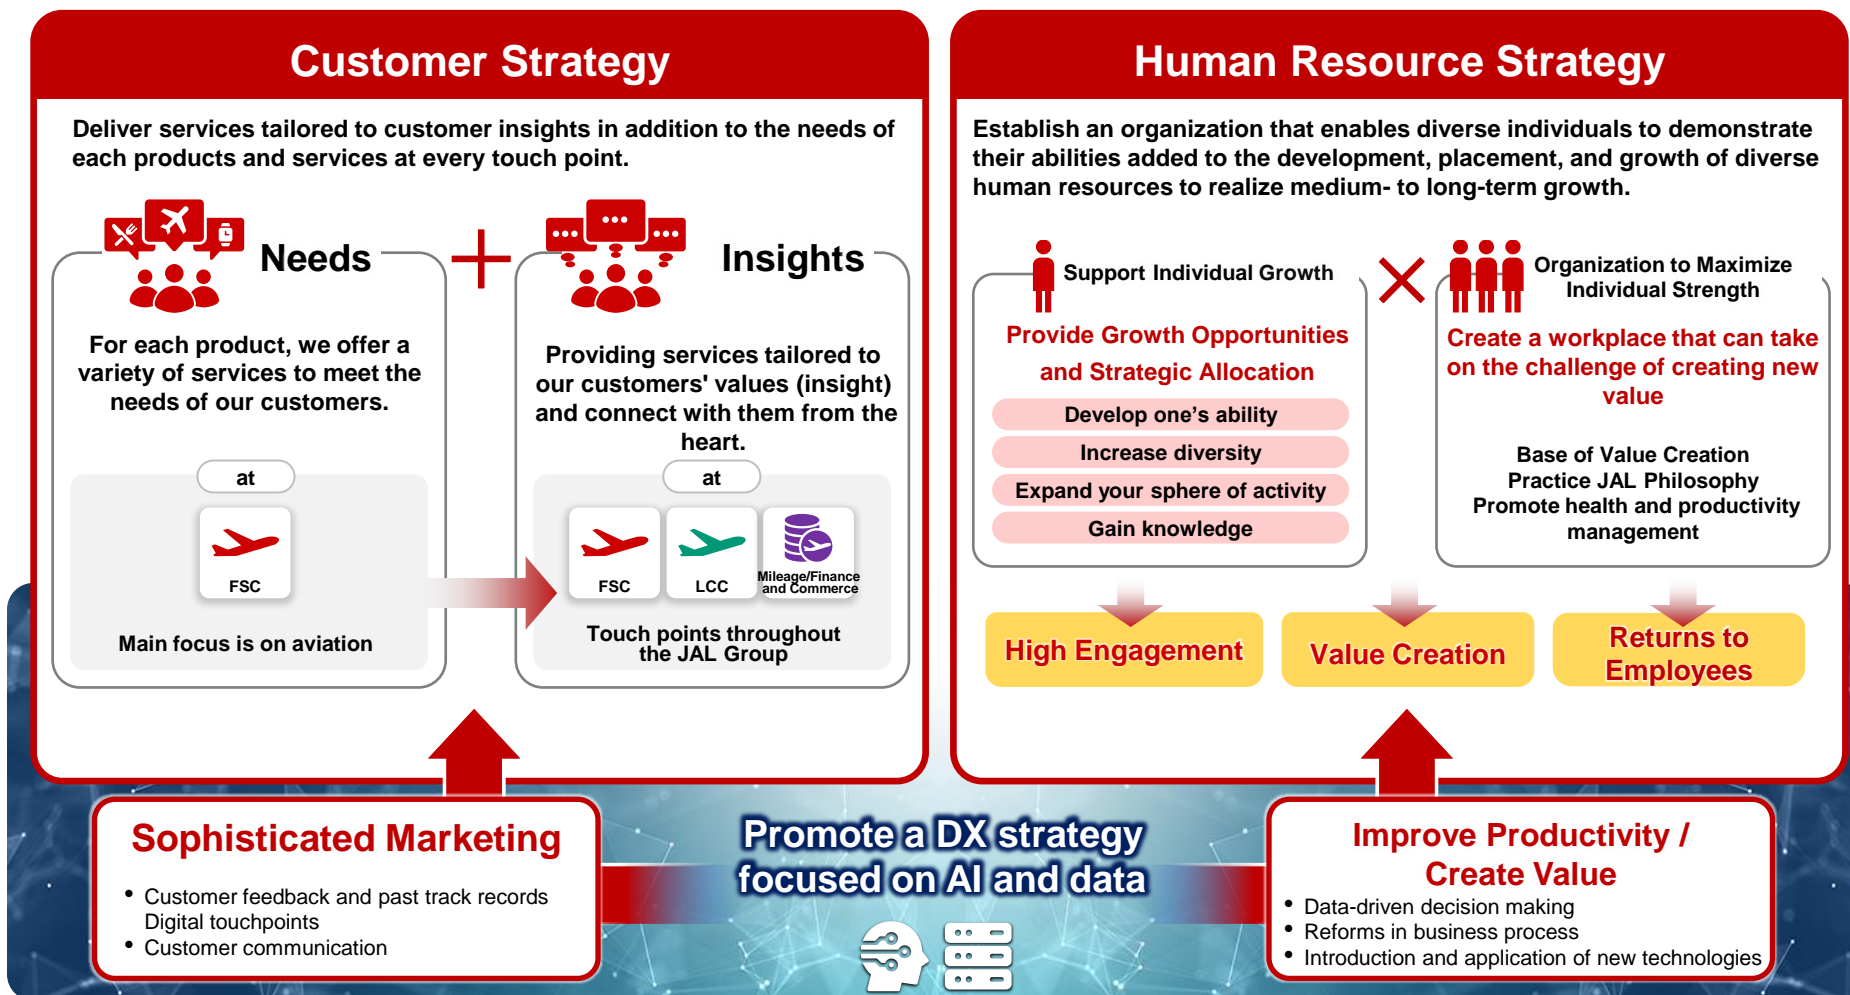 Customer Strategy
Deliver services tailored to customer insights in addition to the needs of
each products and services at every touch point.
Needs
For each product, we offer a
variety of services to meet the
needs of our customers.
at
FSC
Main focus is on aviation
Insights
Providing services tailored to
our customers' values (insight)
and connect with them from the
heart.
at
FSC
LCC
Mileage/Finance
and Commerce
Touch points throughout
the JAL Group
Human Resource Strategy
Establish an organization that enables diverse individuals to demonstrate
their abilities added to the development, placement, and growth of diverse
human resources to realize medium- to long-term growth.
Support Individual Growth
Provide Growth Opportunities
and Strategic Allocation
Develop one’s ability
Increase diversity
Expand your sphere of activity
Gain knowledge
Organization to Maximize
Individual Strength
Create a workplace that can take
on the challenge of creating new
value
Base of Value Creation
Practice JAL Philosophy
Promote health and productivity
management
High Engagement
Value Creation
Returns to
Employees
Sophisticated Marketing
• Customer feedback and past track records
Digital touchpoints
• Customer communication
Promote a DX strategy
focused on AI and data
Improve Productivity /
Create Value
• Data-driven decision making
• Reforms in business process
• Introduction and application of new technologies